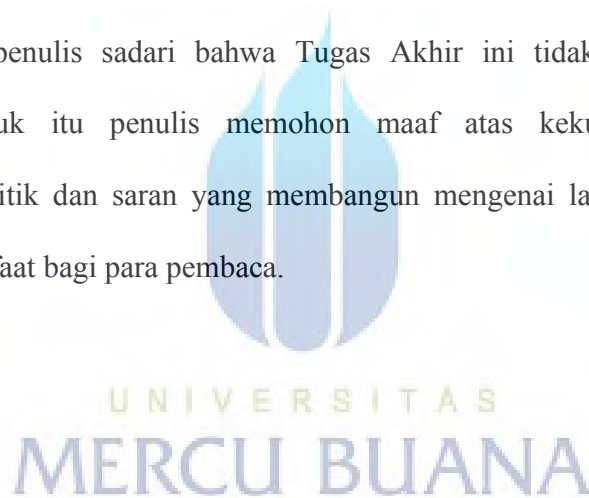 penulis sadari bahwa Tugas Akhir ini tidak
uk itu penulis memohon maaf atas keku
itik dan saran yang membangun mengenai la
faat bagi para pembaca.
UNIVERSITAS
MERCU BUANA